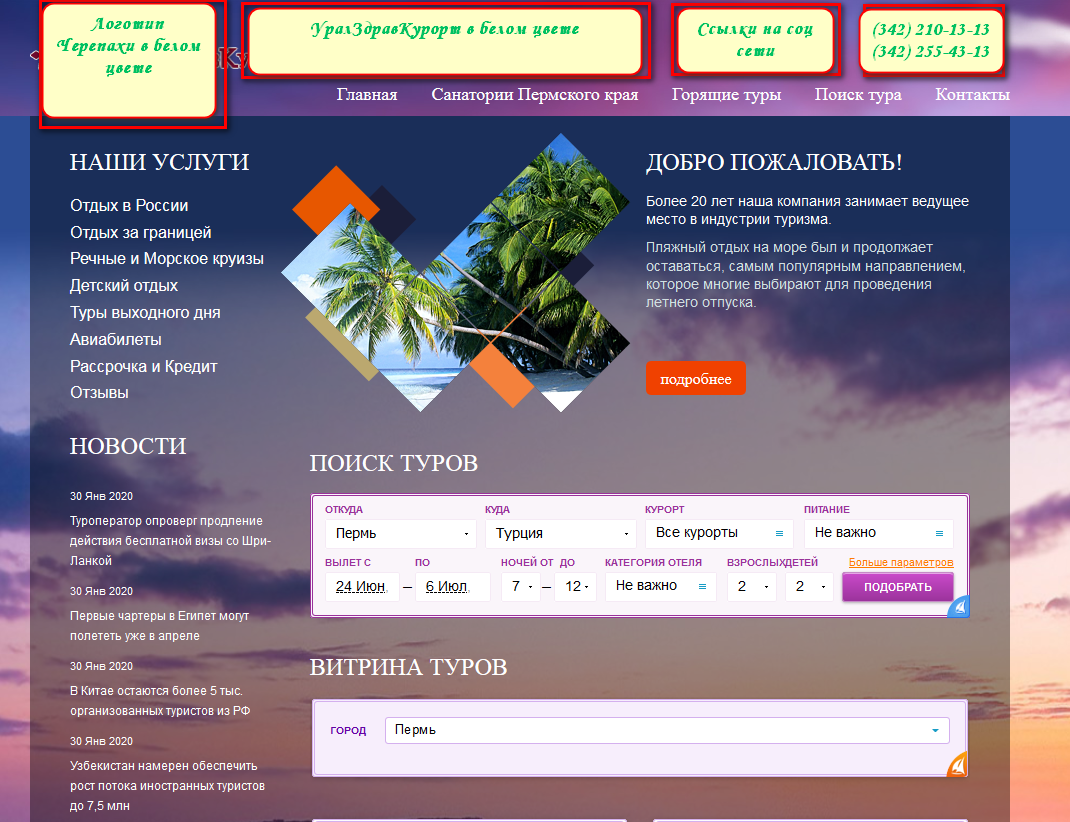 Логотип
Черепахи в белом
цвете
УралЗдравКурорт в белом цвете
Ссылки на соц
сети
(342) 210-13-13
(342) 255-43-13
Главная
Санатории Пермского края
Горящие туры
Поиск тура
Контакты
НАШИ УСЛУГИ
Отдых в России
Отдых за границей
Речные и Морское круизы
Детский отдых
Туры выходного дня
Авиабилеты
Рассрочка и Кредит
Отзывы
ДОБРО ПОЖАЛОВАТЬ!
Более 20 лет наша компания занимает ведущее
место в индустрии туризма.
Пляжный отдых на море был и продолжает
оставаться, самым популярным направлением,
которое многие выбирают для проведения
летнего отпуска.
подробнее
НОВОСТИ
30 Янв 2020
Туроператор опроверг продление
действия бесплатной визы со Шри-
Ланкой
30 Янв 2020
Первые чартеры в Египет могут
полететь уже в апреле
30 Янв 2020
В Китае остаются более 5 тыс.
организованных туристов из РФ
30 Янв 2020
Узбекистан намерен обеспечить
рост потока иностранных туристов
до 7,5 млн
ПОИСК ТУРОВ
ОТКУДА КУДА КУРОРТ ПИТАНИЕ
Пермь Турция Все курорты Не важно
ВЫЛЕТ С ПО НОЧЕЙ ОТ ДО КАТЕГОРИЯ ОТЕЛЯ ВЗРОСЛЫХ ДЕТЕЙ Больше параметров
24 Июн, — 6 Июл, 7 — 12 Не важно 2 2 ПОДОБРАТЬ
ВИТРИНА ТУРОВ
ГОРОД Пермь